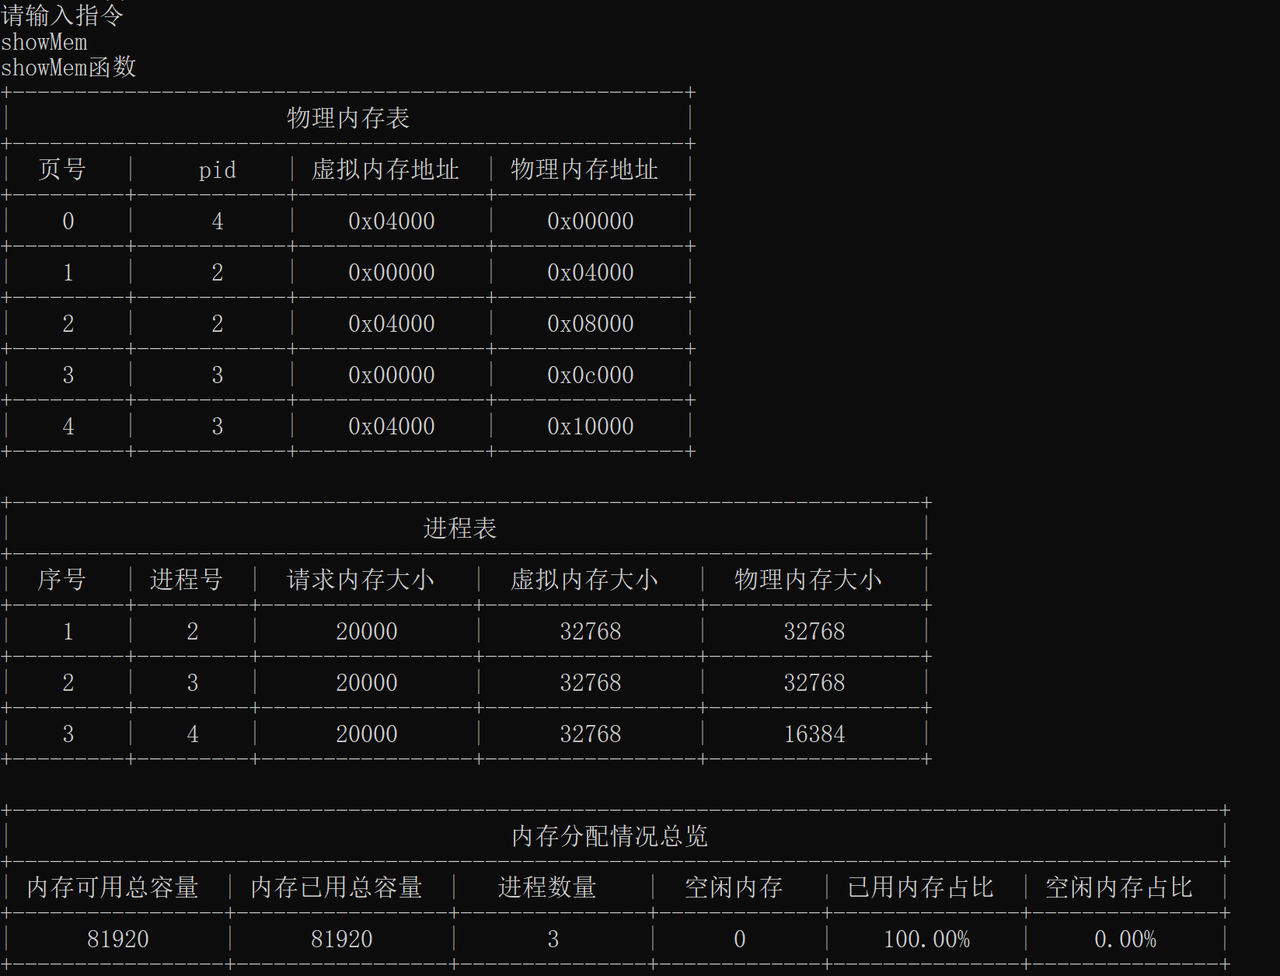 请输入指令
showMem
showMem函数
物理内存表
页号 pid 虚拟内存地址 物理内存地址
0 4 0x04000 0x00000
1 2 0x00000 0x04000
2 2 0x04000 0x08000
3 3 0x00000 0x0c000
4 3 0x04000 0x10000
进程表
序号 进程号 请求内存大小 虚拟内存大小 物理内存大小
1 2 20000 32768 32768
2 3 20000 32768 32768
3 4 20000 32768 16384
内存分配情况总览
内存可用总容量 内存已用总容量 进程数量 空闲内存 已用内存占比 空闲内存占比
81920 81920 3 0 100.00% 0.00%